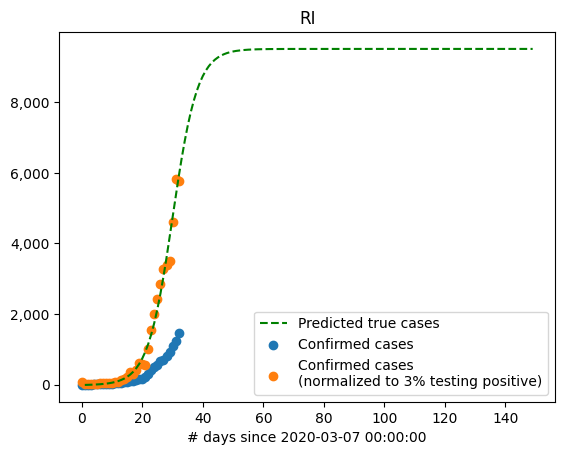 RI
8,000
6,000
4,000
2,000
0
Predicted true cases
Confirmed cases
Confirmed cases
(normalized to 3% testing positive)
0 20 40 60 80 100 120 140
# days since 2020-03-07 00:00:00